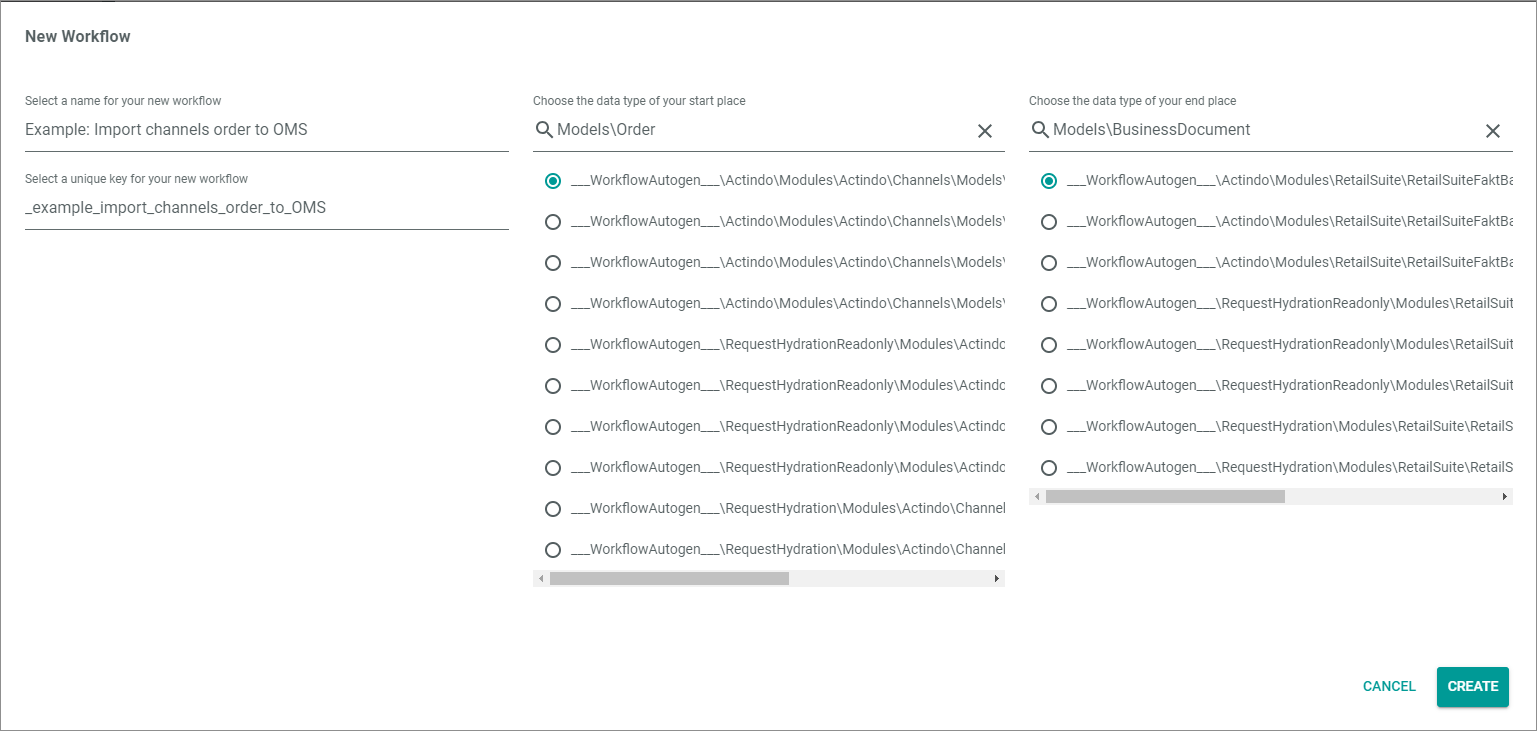 New Workflow
Select a name for your new workflow
Example: Import channels order to OMS
Select a unique key for your new workflow
_example_import_channels_order_to_OMS
Choose the data type of your start place
Models\Order
___WorkflowAutogen___\Actindo\Modules\Actindo\Channels\Models\
___WorkflowAutogen___\Actindo\Modules\Actindo\Channels\Models\
___WorkflowAutogen___\Actindo\Modules\Actindo\Channels\Models\
___WorkflowAutogen___\Actindo\Modules\Actindo\Channels\Models\
___WorkflowAutogen___\RequestHydrationReadonly\Modules\Actindo
___WorkflowAutogen___\RequestHydrationReadonly\Modules\Actindo
___WorkflowAutogen___\RequestHydrationReadonly\Modules\Actindo
___WorkflowAutogen___\RequestHydrationReadonly\Modules\Actindo
___WorkflowAutogen___\RequestHydration\Modules\Actindo\Channel
___WorkflowAutogen___\RequestHydration\Modules\Actindo\Channel
Choose the data type of your end place
Models\BusinessDocument
___WorkflowAutogen___\Actindo\Modules\RetailSuite\RetailSuiteFaktBa
___WorkflowAutogen___\Actindo\Modules\RetailSuite\RetailSuiteFaktBa
___WorkflowAutogen___\Actindo\Modules\RetailSuite\RetailSuiteFaktBa
___WorkflowAutogen___\RequestHydrationReadonly\Modules\RetailSuit
___WorkflowAutogen___\RequestHydrationReadonly\Modules\RetailSuit
___WorkflowAutogen___\RequestHydrationReadonly\Modules\RetailSuit
___WorkflowAutogen___\RequestHydration\Modules\RetailSuite\RetailS
___WorkflowAutogen___\RequestHydration\Modules\RetailSuite\RetailS
CANCEL
CREATE